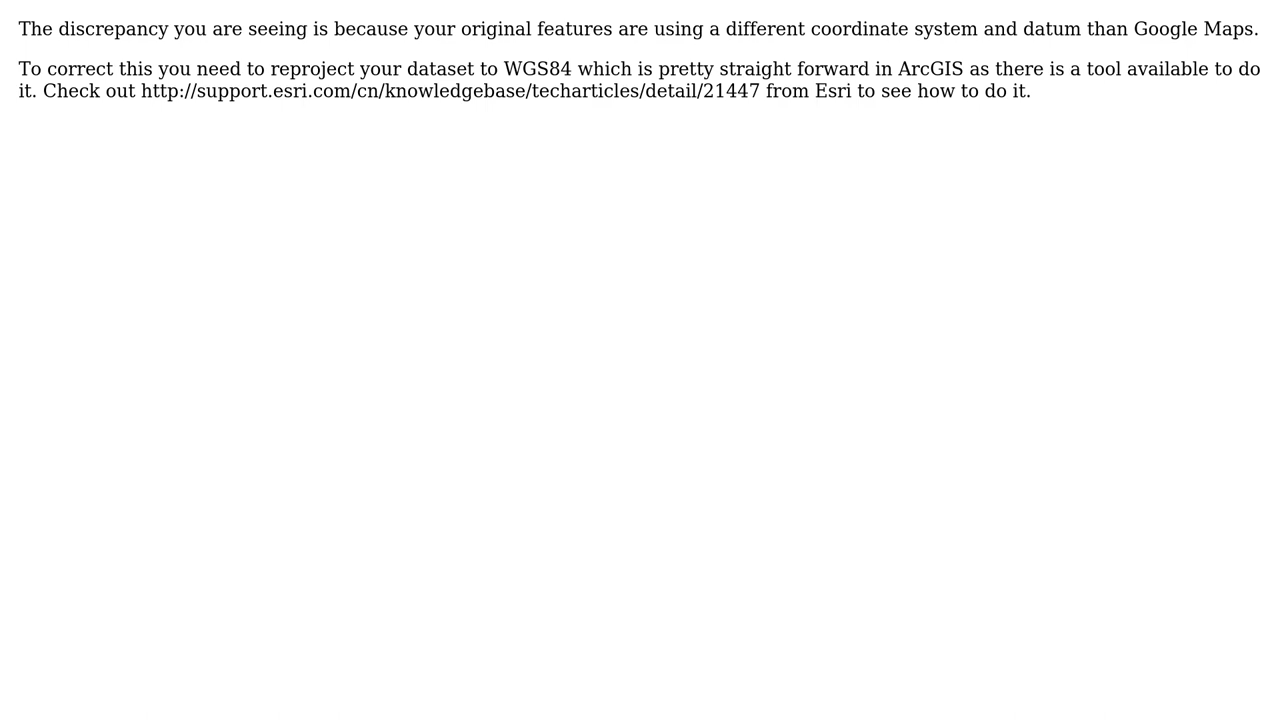 The discrepancy you are seeing is because your original features are using a different coordinate system and datum than Google Maps.
To correct this you need to reproject your dataset to WGS84 which is pretty straight forward in ArcGIS as there is a tool available to do
it. Check out http://support.esri.com/cn/knowledgebase/techarticles/detail/21447 from Esri to see how to do it.